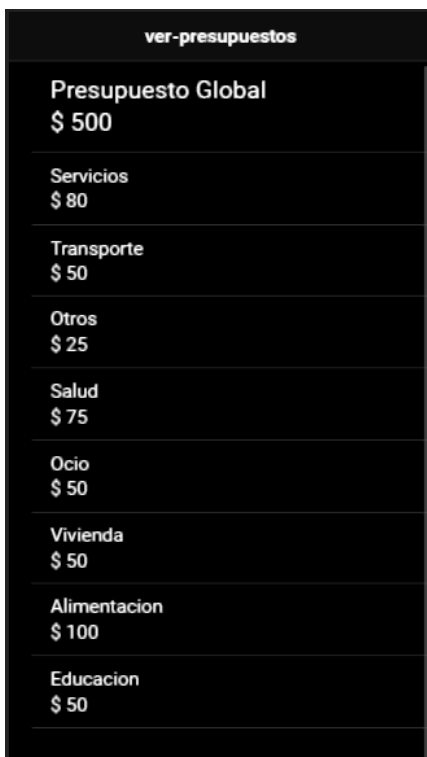 ver-presupuestos
Presupuesto Global
$ 500
Servicios
$ 80
Transporte
$ 50
Otros
$ 25
Salud
$ 75
Ocio
$ 50
Vivienda
$ 50
Alimentacion
$ 100
Educacion
$ 50